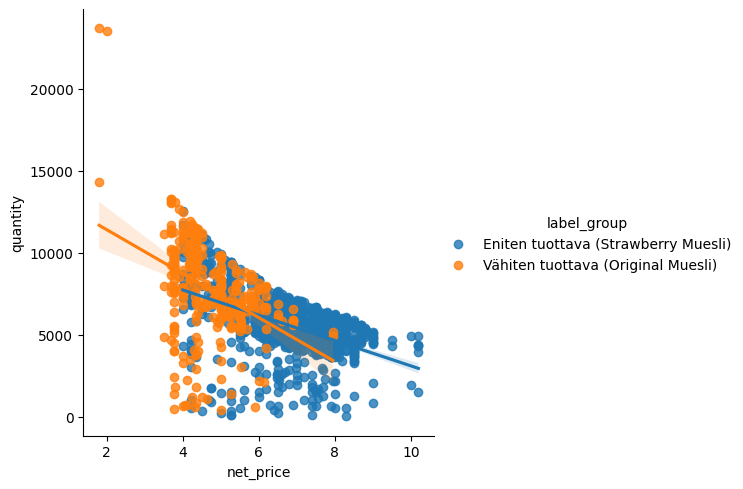 20000
15000
10000
5000
0
quantity
2
4
6
8
10
net_price
label_group
Eniten tuottava (Strawberry Muesli)
Vähiten tuottava (Original Muesli)